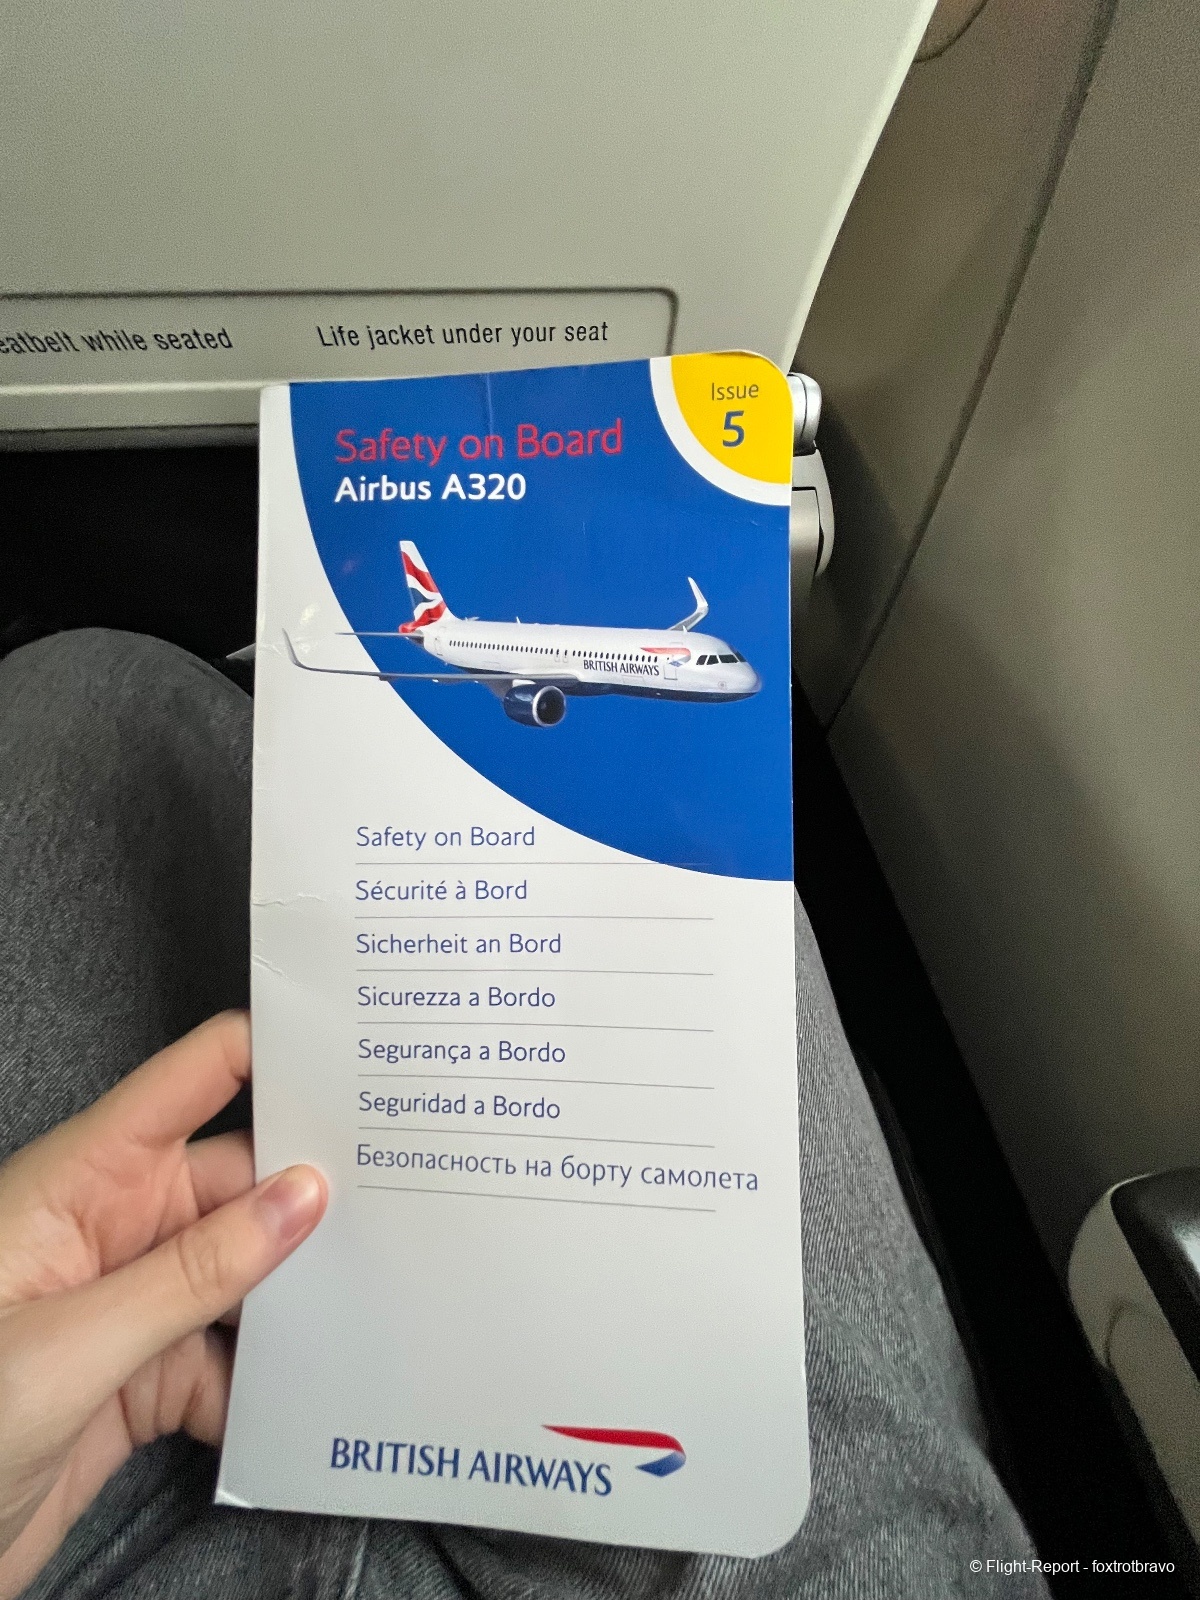 eatbelt while seated
Life jacket under your seat
Issue
5
Safety on Board
Airbus A320
BRITISH AIRWAYS
Safety on Board
Sécurité à Bord
Sicherheit an Bord
Sicurezza a Bordo
Segurança a Bordo
Seguridad a Bordo
Безопасность на борту самолета
BRITISH AIRWAYS
© Flight-Report - foxtrotbravo